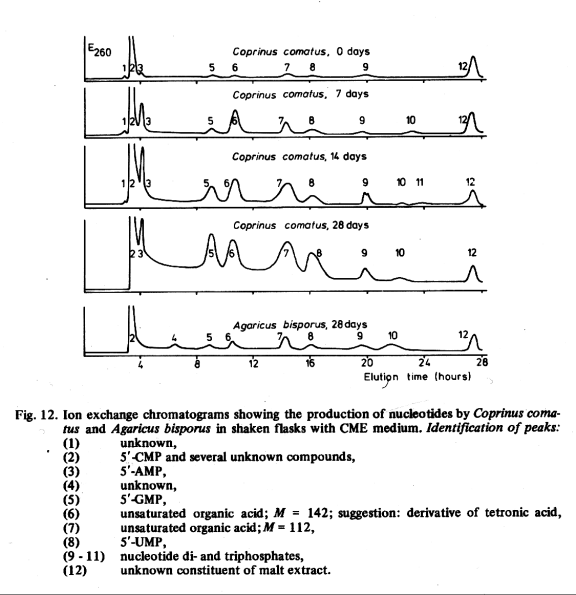 E260
Coprinus comatus, 0 days
1 2 3 5 6 7 8 9 12
Coprinus comatus, 7 days
1 2 3 5 6 7 8 9 10 12
Coprinus comatus, 14 days
1 2 3 5 6 7 8 9 10 11 12
Coprinus comatus, 28 days
2 3 5 6 7 8 9 10 12
Agaricus bisporus, 28 days
2 4 5 6 7 8 9 10 12
4 8 12 16 20 24 28
Elution time (hours)
Fig. 12. Ion exchange chromatograms showing the production of nucleotides by Coprinus coma-
tus and Agaricus bisporus in shaken flasks with CME medium. Identification of peaks:
(1) unknown,
(2) 5'-CMP and several unknown compounds,
(3) 5'-AMP,
(4) unknown,
(5) 5'-GMP,
(6) unsaturated organic acid; M = 142; suggestion: derivative of tetronic acid,
(7) unsaturated organic acid; M = 112,
(8) 5'-UMP,
(9 - 11) nucleotide di- and triphosphates,
(12) unknown constituent of malt extract.